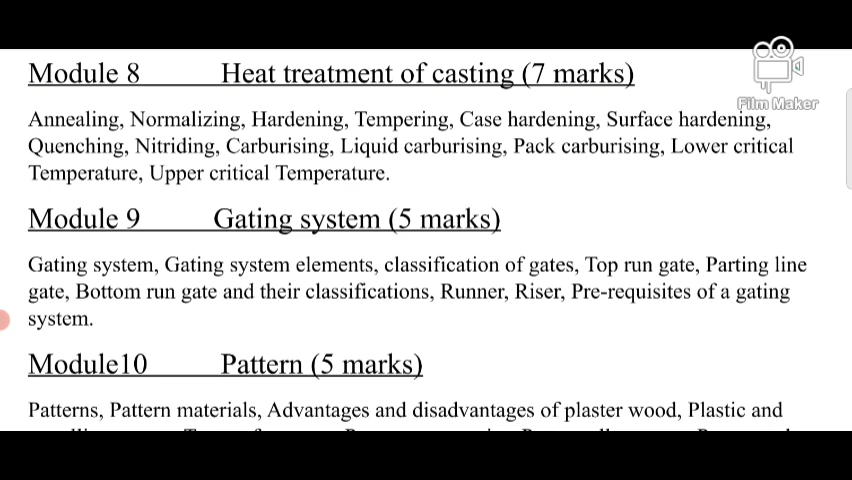 Film Maker
Module 8 Heat treatment of casting (7 marks)
Annealing, Normalizing, Hardening, Tempering, Case hardening, Surface hardening,
Quenching, Nitriding, Carburising, Liquid carburising, Pack carburising, Lower critical
Temperature, Upper critical Temperature.
Module 9 Gating system (5 marks)
Gating system, Gating system elements, classification of gates, Top run gate, Parting line
gate, Bottom run gate and their classifications, Runner, Riser, Pre-requisites of a gating
system.
Module10 Pattern (5 marks)
Patterns, Pattern materials, Advantages and disadvantages of plaster wood, Plastic and